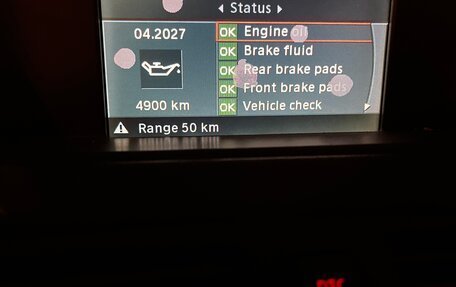 Status
04.2027
OK Engine oil
OK Brake fluid
OK Rear brake pads
OK Front brake pads
4900 km
OK Vehicle check
Range 50 km